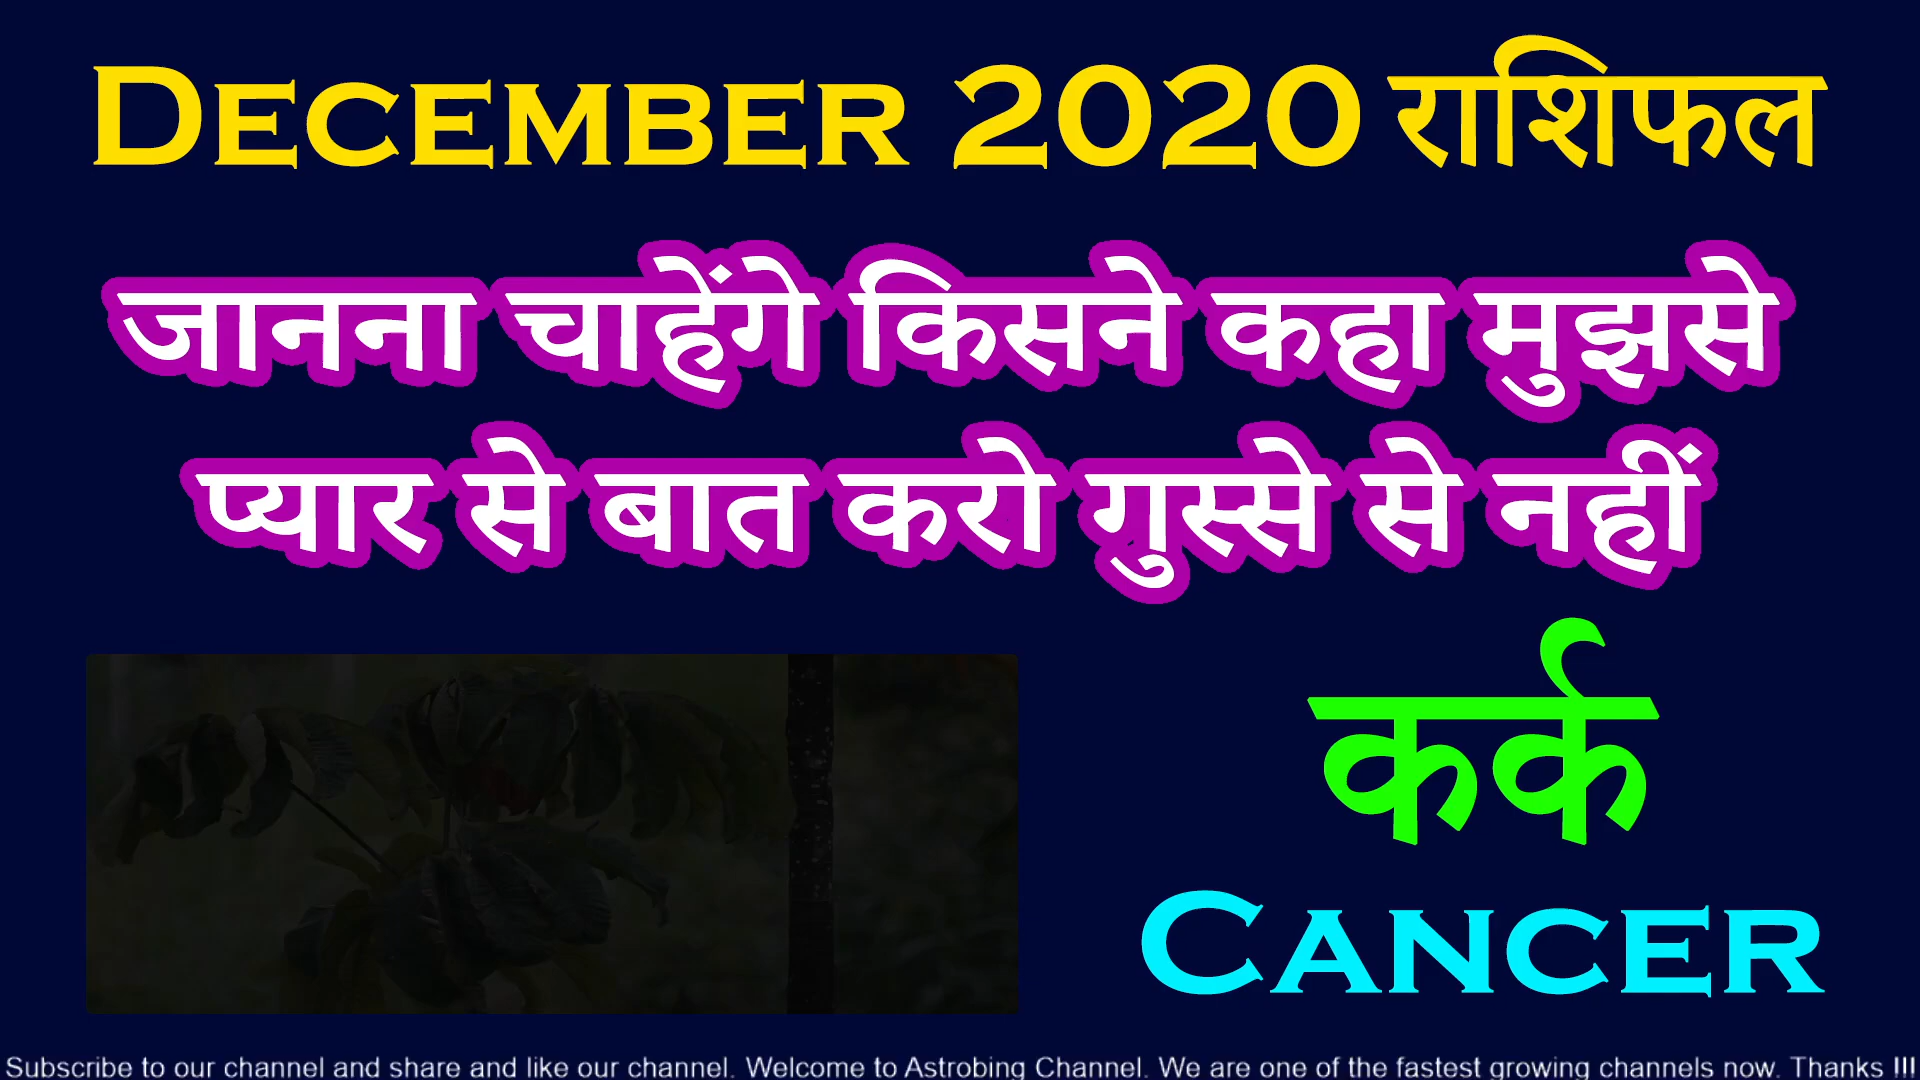 DECEMBER 2020 राशिफल
जानना चाहेंगे किसने कहा मुझसे
प्यार से बात करो गुस्से से नहीं
कर्क
CANCER
Subscribe to our channel and share and like our channel. Welcome to Astrobing Channel. We are one of the fastest growing channels now. Thanks !!!